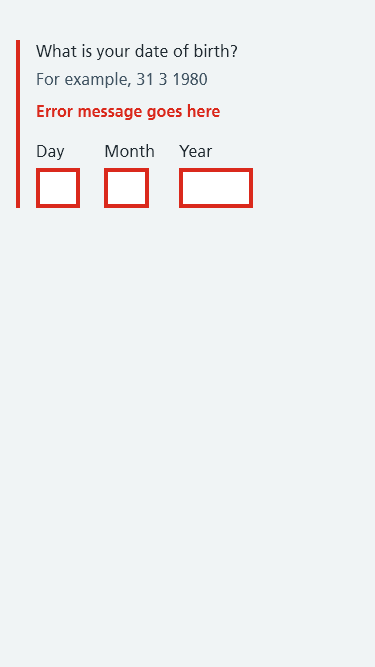 What is your date of birth?
For example, 31 3 1980
Error message goes here
Day Month Year